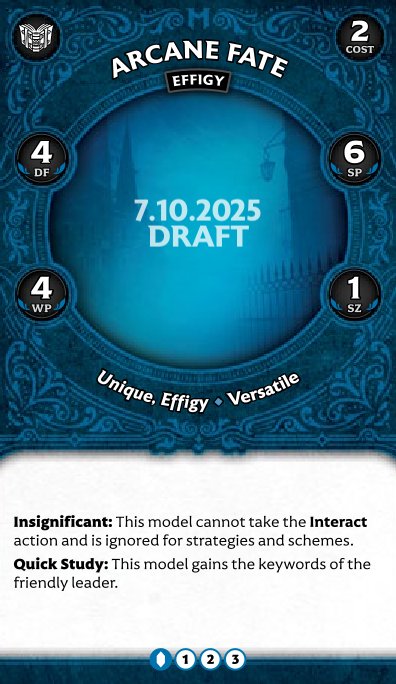 ARCANE FATE
2
COST
EFFIGY
4
DF
6
SP
7.10.2025
DRAFT
4
WP
1
SZ
Unique, Effigy ⬥ Versatile
Insignificant: This model cannot take the Interact
action and is ignored for strategies and schemes.
Quick Study: This model gains the keywords of the
friendly leader.
1 2 3